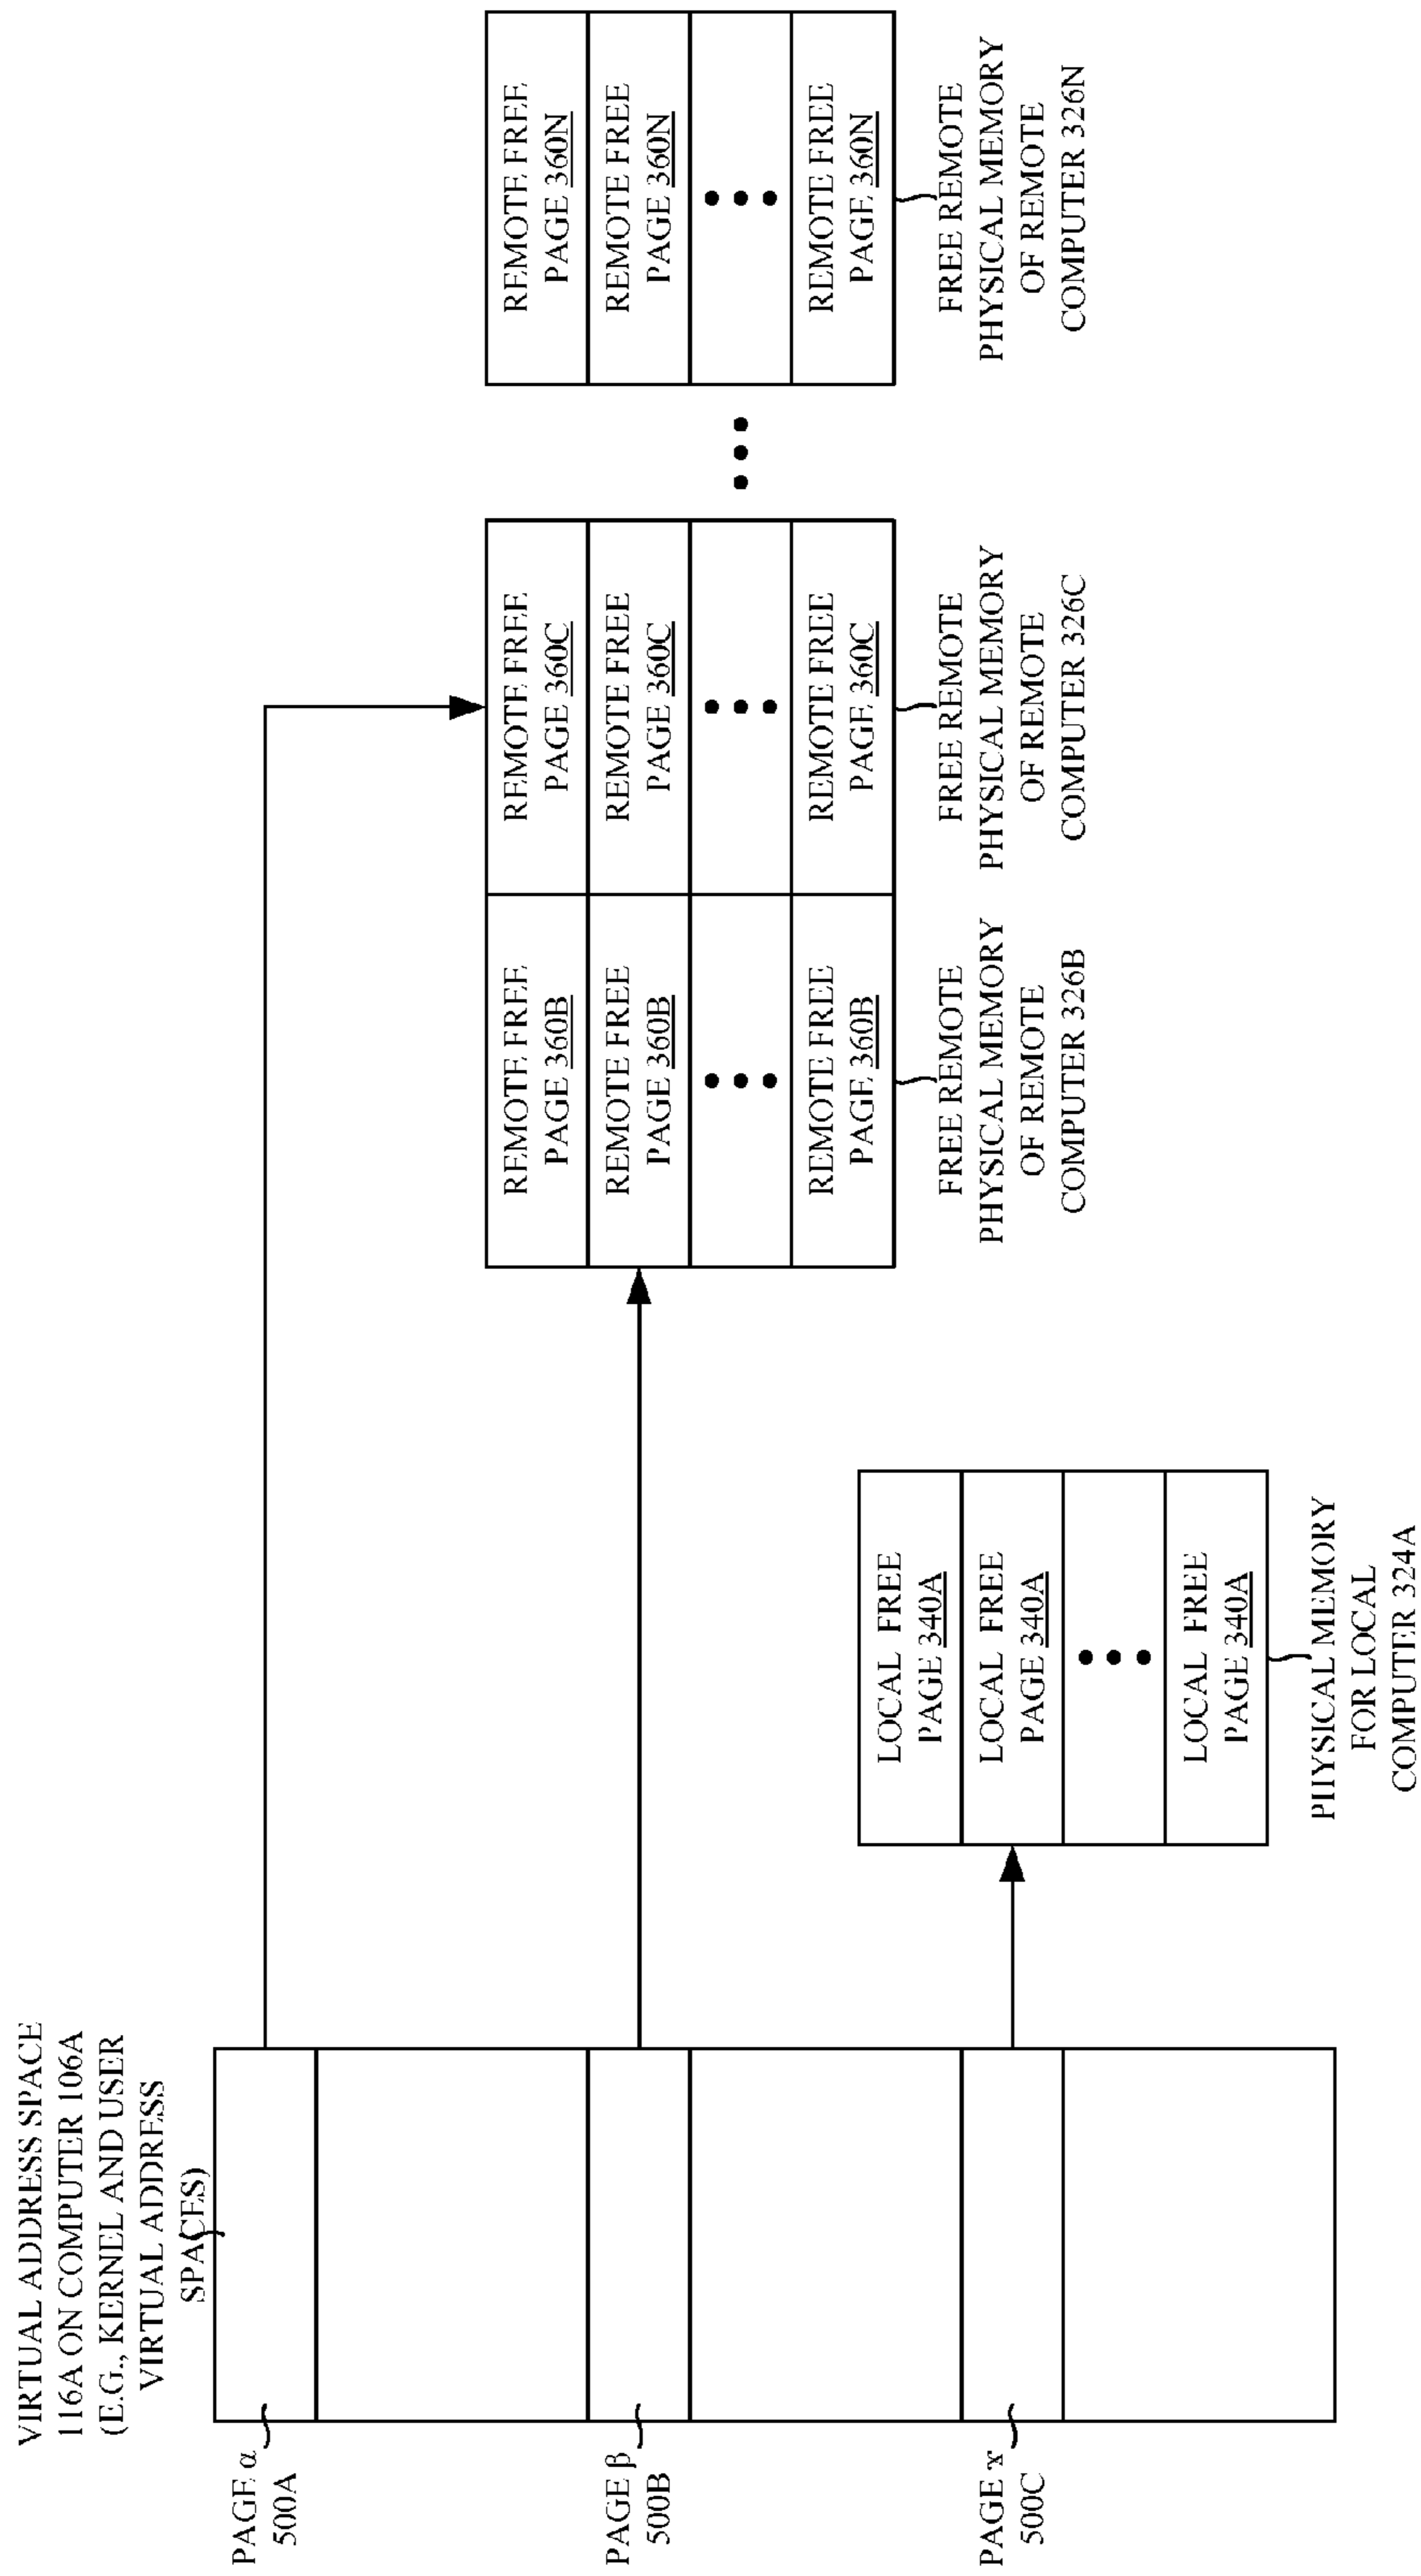 VIRTUAL ADDRESS SPACE
116A ON COMPUTER 106A
(E.G., KERNEL AND USER
VIRTUAL ADDRESS
SPACES)
PAGE α
500A
PAGE β
500B
PAGE x
500C
LOCAL FREE
PAGE 340A
LOCAL FREE
PAGE 340A
LOCAL FREE
PAGE 340A
PHYSICAL MEMORY
FOR LOCAL
COMPUTER 324A
REMOTE FREE
PAGE 360B
REMOTE FREE
PAGE 360B
REMOTE FREE
PAGE 360B
FREE REMOTE
PHYSICAL MEMORY
OF REMOTE
COMPUTER 326B
REMOTE FREE
PAGE 360C
REMOTE FREE
PAGE 360C
REMOTE FREE
PAGE 360C
FREE REMOTE
PHYSICAL MEMORY
OF REMOTE
COMPUTER 326C
REMOTE FREE
PAGE 360N
REMOTE FREE
PAGE 360N
REMOTE FREE
PAGE 360N
FREE REMOTE
PHYSICAL MEMORY
OF REMOTE
COMPUTER 326N